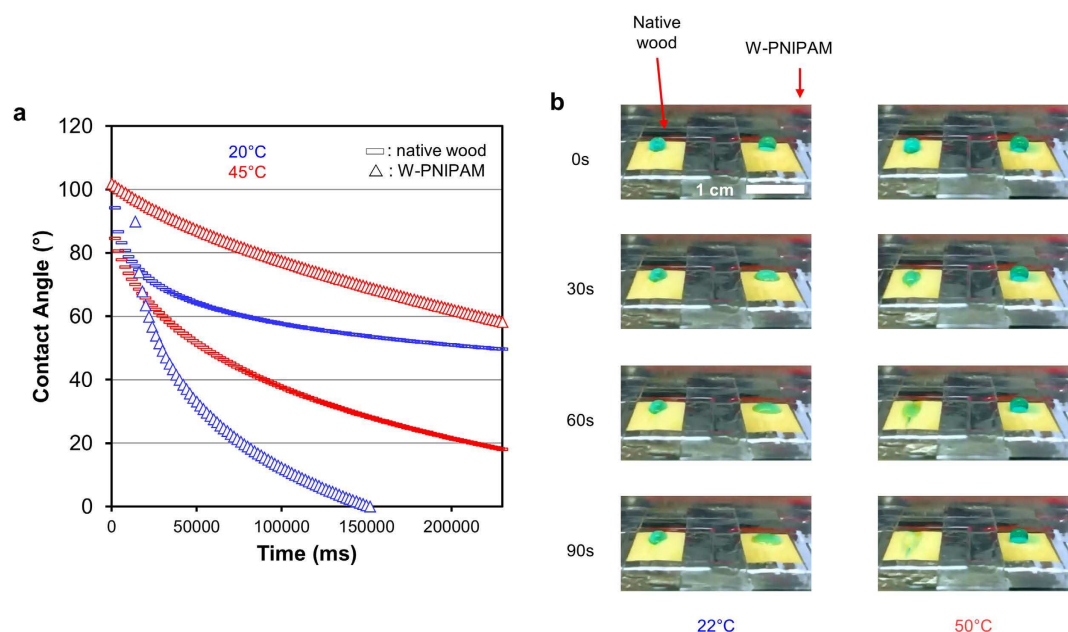 a
Contact Angle (°)
120
100
80
60
40
20
0
20°C
45°C
: native wood
: W-PNIPAM
0
50000
100000
150000
200000
Time (ms)
b
Native
wood
W-PNIPAM
0s
1 cm
30s
60s
90s
22°C
50°C